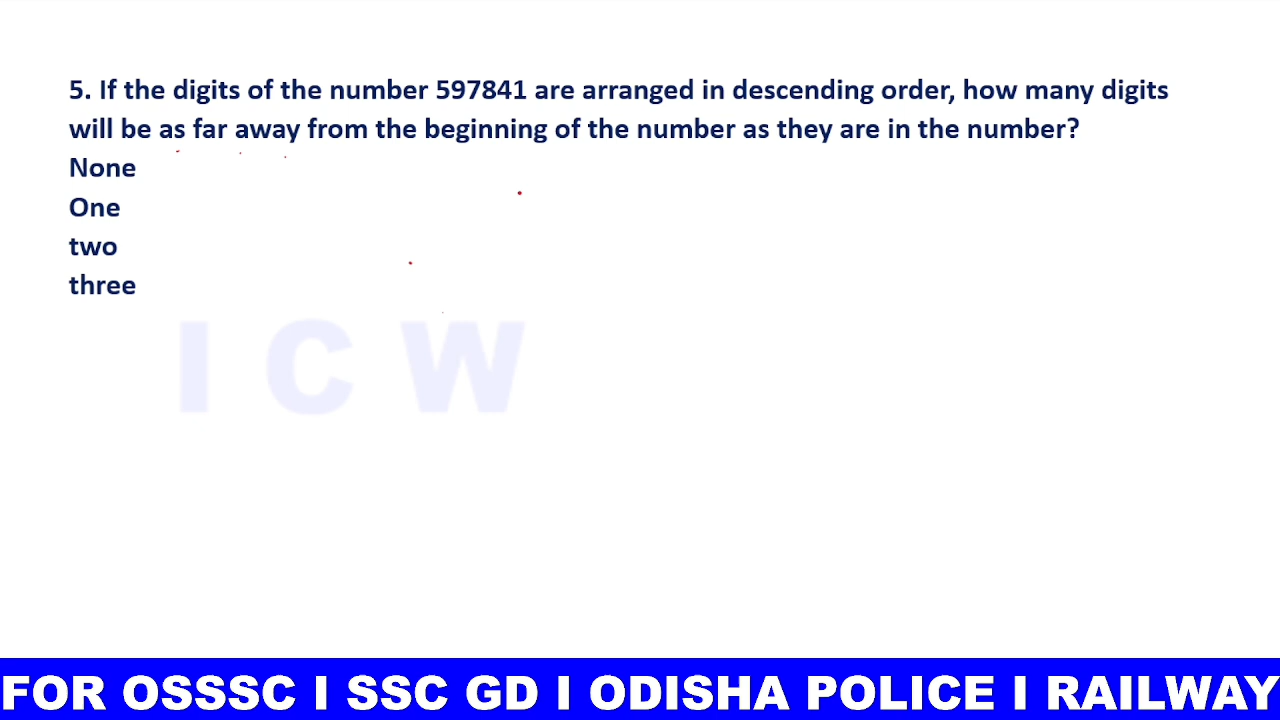 5. If the digits of the number 597841 are arranged in descending order, how many digits
will be as far away from the beginning of the number as they are in the number?
None
One
two
three
I C W
FOR OSSSC I SSC GD I ODISHA POLICE I RAILWAY